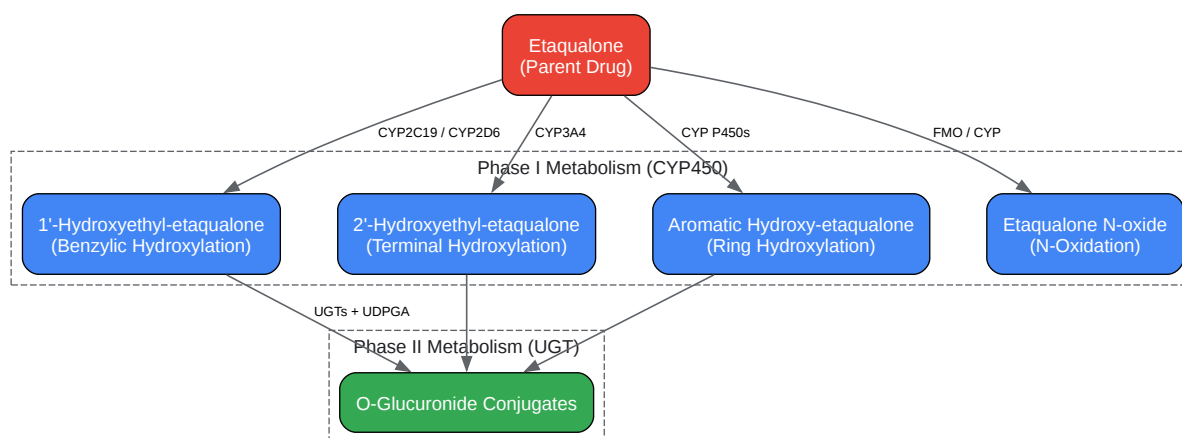 Etaqualone
(Parent Drug)
CYP2C19 / CYP2D6
CYP3A4
CYP P450s
FMO / CYP
Phase I Metabolism (CYP450)
1'-Hydroxyethyl-etaqualone
(Benzylic Hydroxylation)
2'-Hydroxyethyl-etaqualone
(Terminal Hydroxylation)
Aromatic Hydroxy-etaqualone
(Ring Hydroxylation)
Etaqualone N-oxide
(N-Oxidation)
UGTs + UDPGA
Phase II Metabolism (UGT)
O-Glucuronide Conjugates